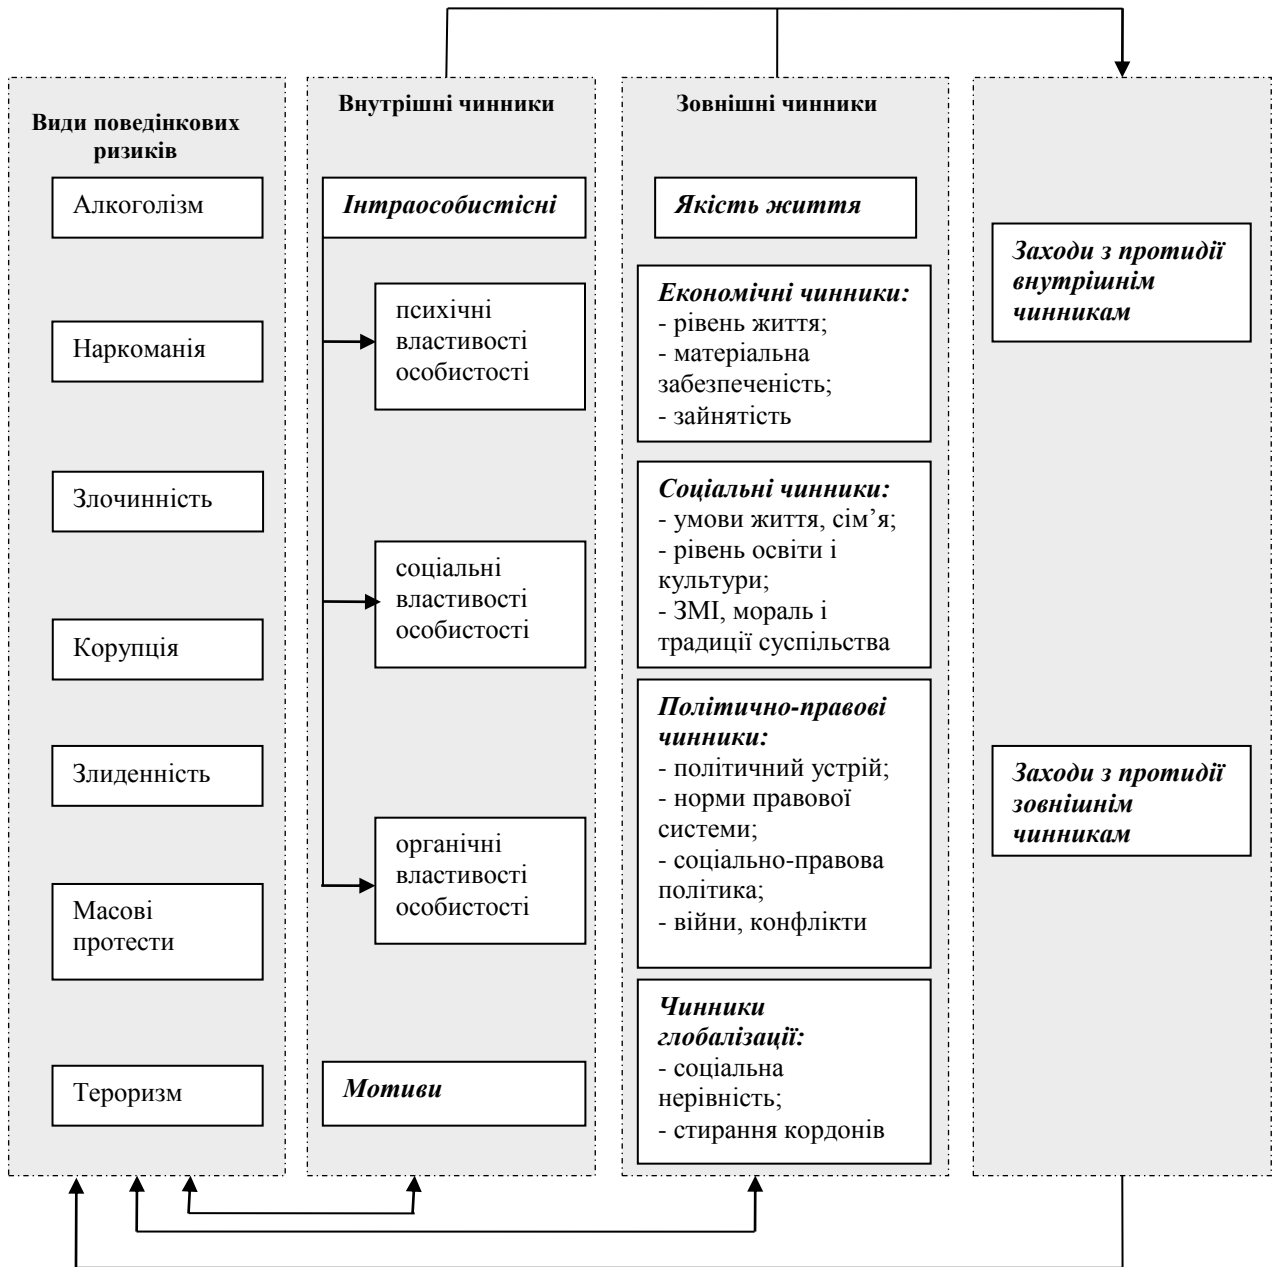 Види поведінкових
ризиків
Алкоголізм
Наркоманія
Злочинність
Корупція
Злиденність
Масові
протести
Тероризм
Внутрішні чинники
Інтраособистісні
психічні
властивості
особистості
соціальні
властивості
особистості
органічні
властивості
особистості
Мотиви
Зовнішні чинники
Якість життя
Економічні чинники:
- рівень життя;
- матеріальна
забезпеченість;
- зайнятість
Соціальні чинники:
- умови життя, сім’я;
- рівень освіти і
культури;
- ЗМІ, мораль і
традиції суспільства
Політично-правові
чинники:
- політичний устрій;
- норми правової
системи;
- соціально-правова
політика;
- війни, конфлікти
Чинники
глобалізації:
- соціальна
нерівність;
- стирання кордонів
Заходи з протидії
внутрішнім
чинникам
Заходи з протидії
зовнішнім
чинникам